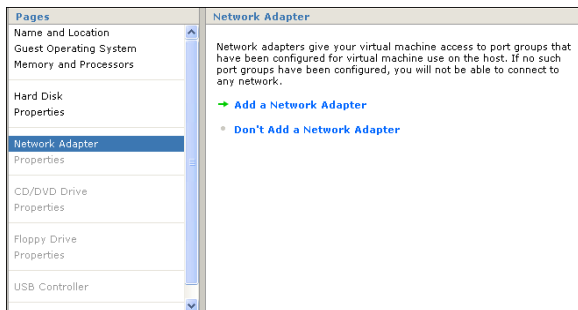 Pages
Name and Location
Guest Operating System
Memory and Processors
Hard Disk
Properties
Network Adapter
Properties
CD/DVD Drive
Properties
Floppy Drive
Properties
USB Controller
Network Adapter
Network adapters give your virtual machine access to port groups that
have been configured for virtual machine use on the host. If no such
port groups have been configured, you will not be able to connect to
any network.
Add a Network Adapter
Don't Add a Network Adapter